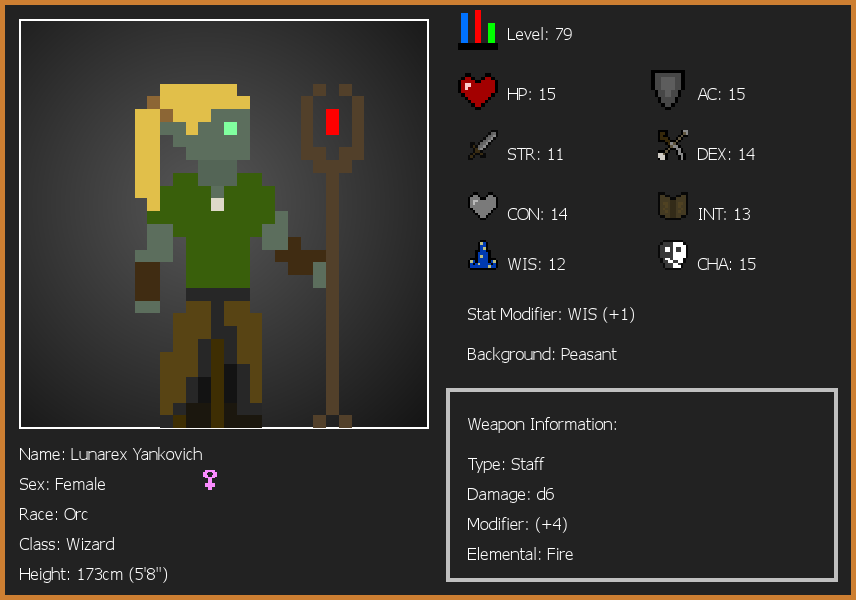 Level: 79
HP: 15
AC: 15
STR: 11
DEX: 14
CON: 14
INT: 13
WIS: 12
CHA: 15
Stat Modifier: WIS (+1)
Background: Peasant
Weapon Information:
Type: Staff
Damage: d6
Modifier: (+4)
Elemental: Fire
Name: Lunarex Yankovich
Sex: Female
Race: Orc
Class: Wizard
Height: 173cm (5'8")